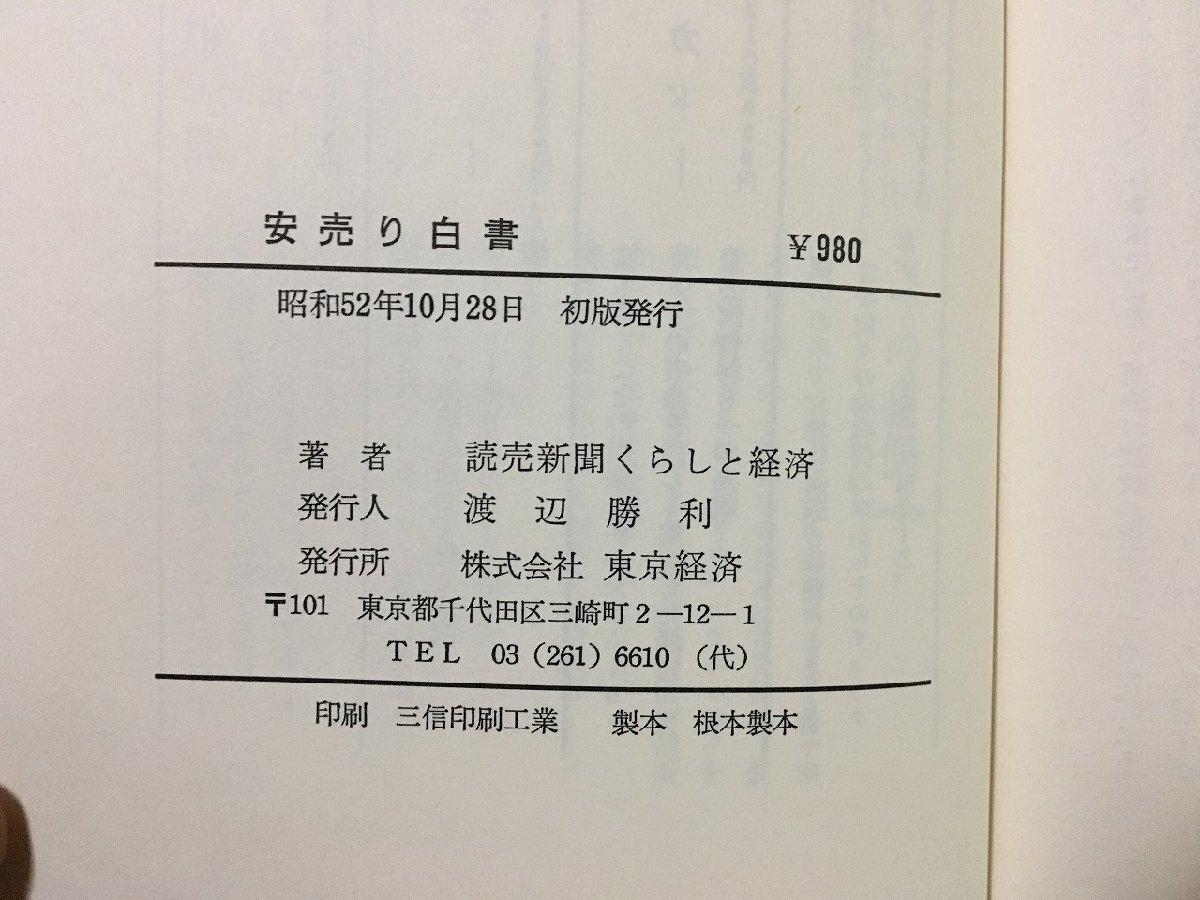 安売り白書 ¥980
昭和52年10月28日 初版発行
著者 読売新聞くらしと経済
発行人 渡辺勝利
発行所 株式会社 東京経済
〒101 東京都千代田区三崎町2―12―1
TEL 03(261)6610(代)
印刷 三信印刷工業 製本 根本製本